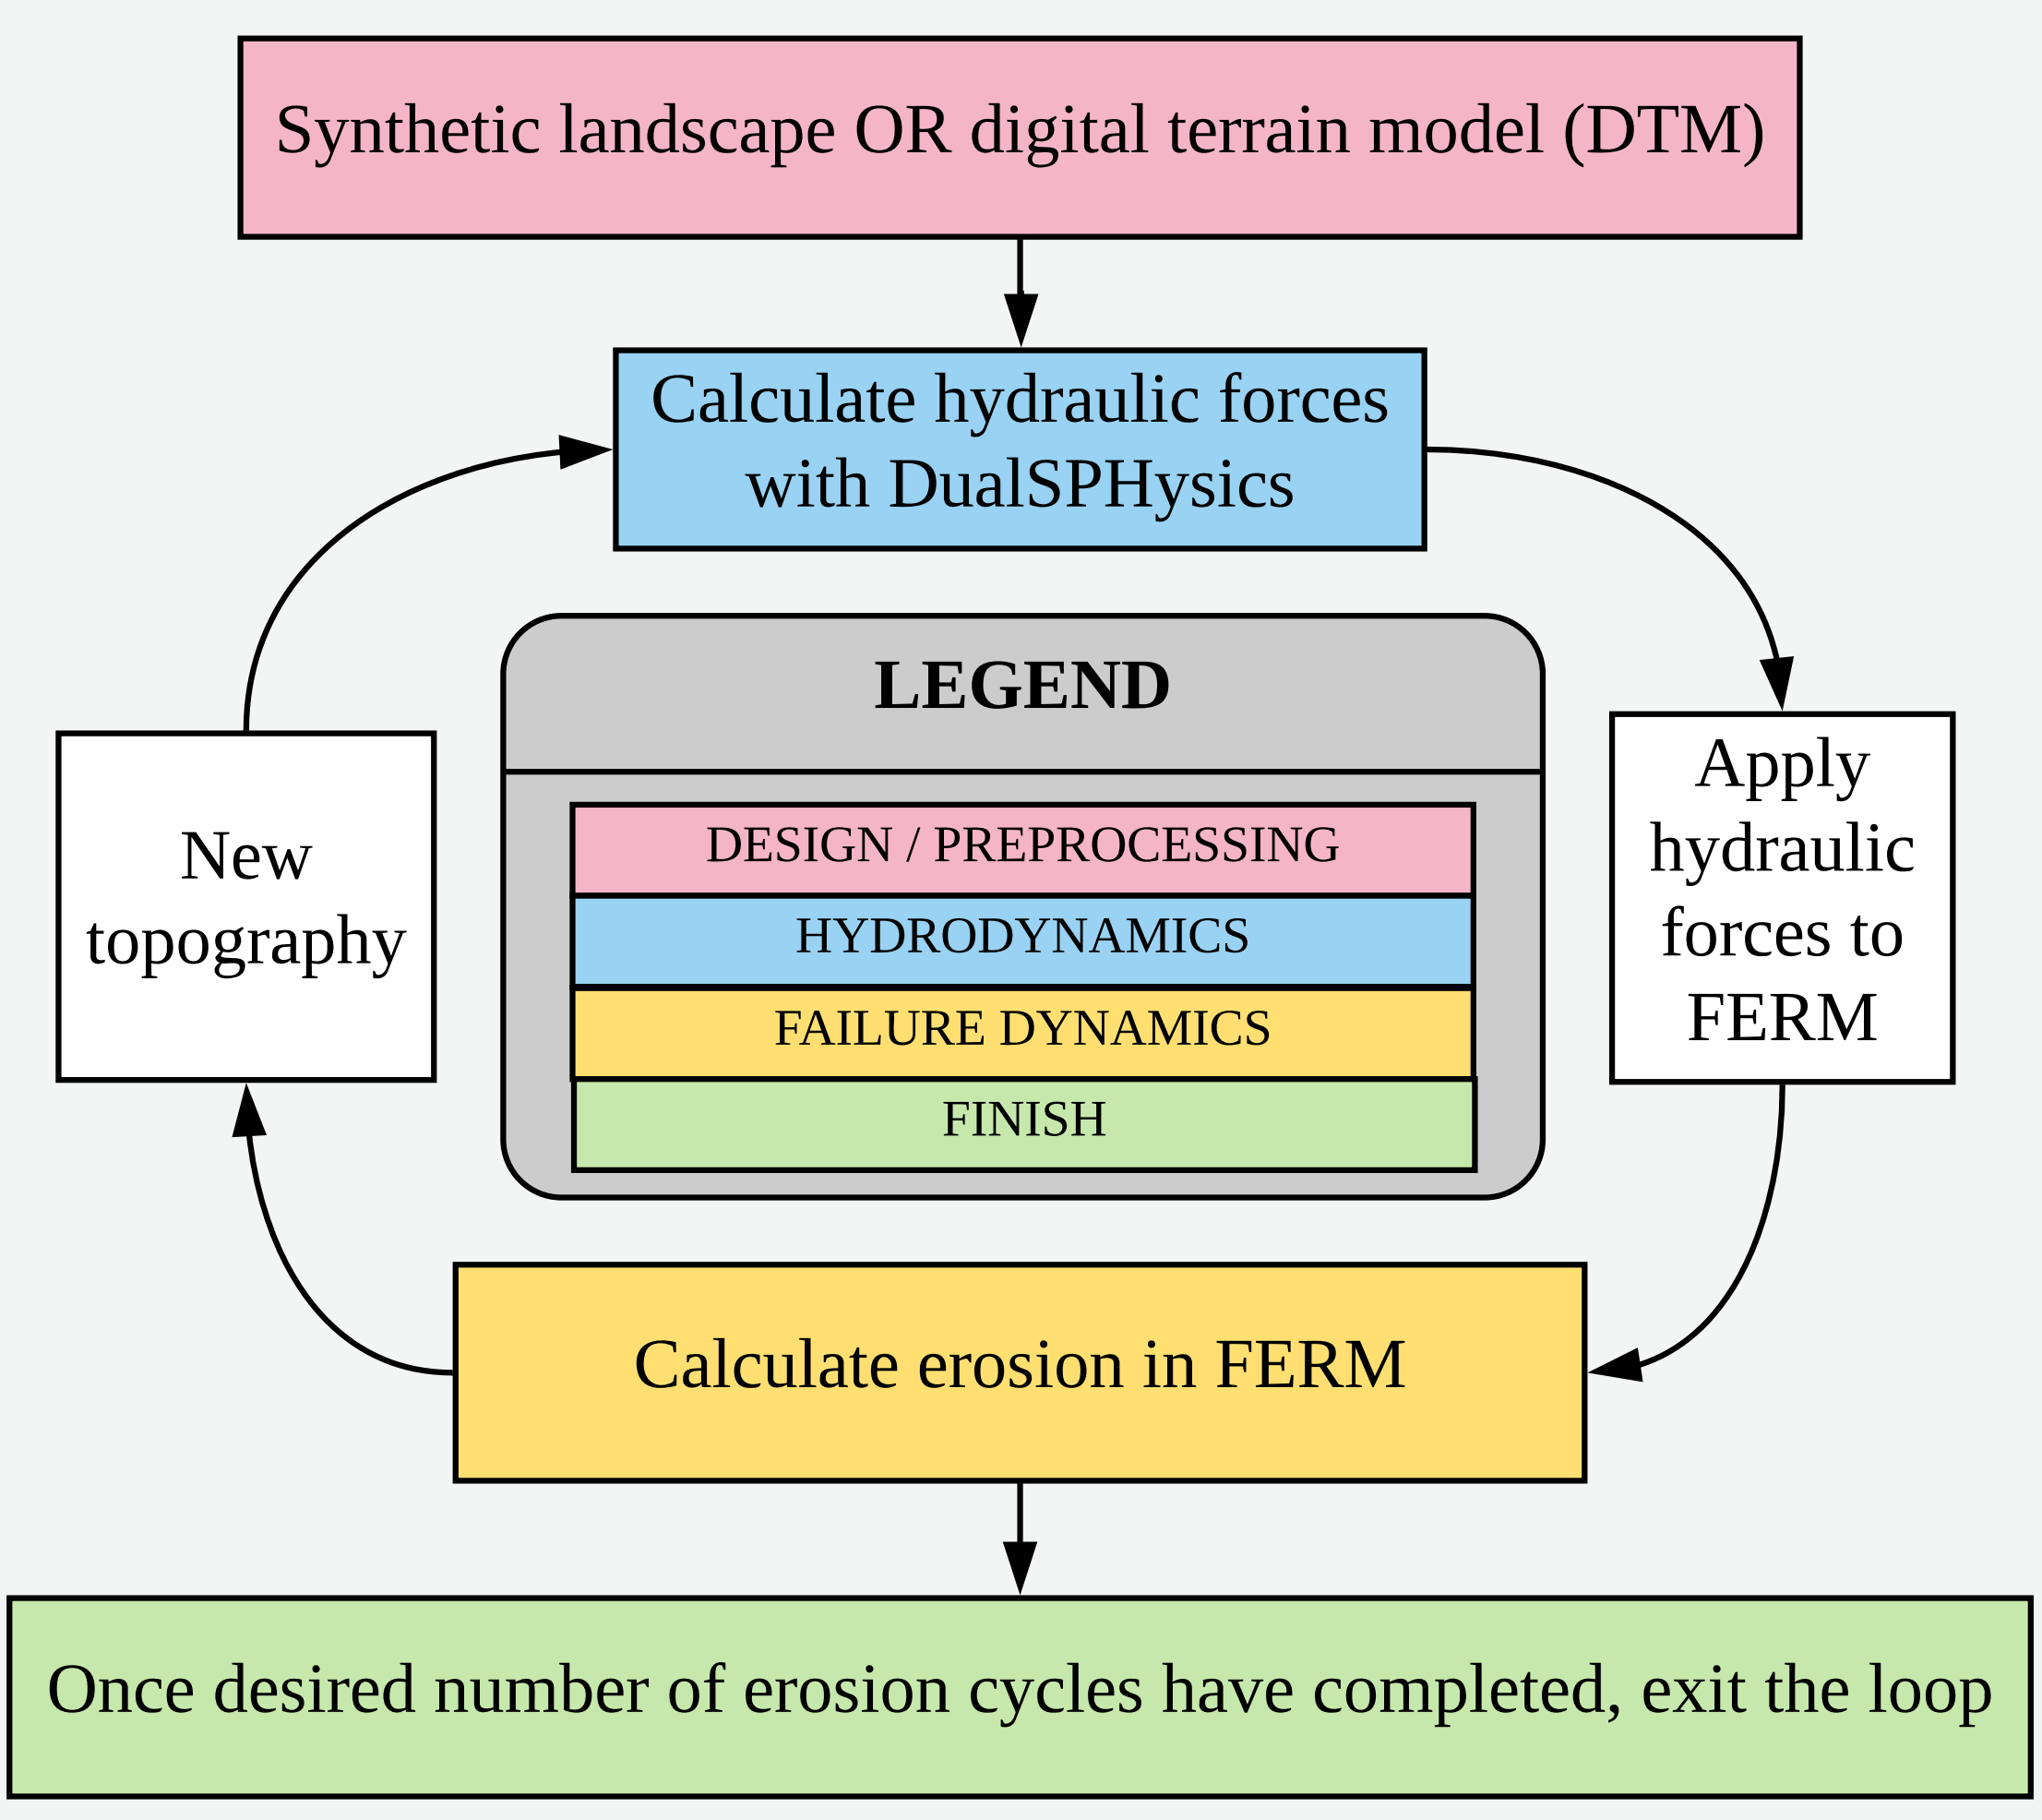 Synthetic landscape OR digital terrain model (DTM)
Calculate hydraulic forces
with DualSPHysics
LEGEND
DESIGN / PREPROCESSING
HYDRODYNAMICS
FAILURE DYNAMICS
FINISH
New
topography
Apply
hydraulic
forces to
FERM
Calculate erosion in FERM
Once desired number of erosion cycles have completed, exit the loop